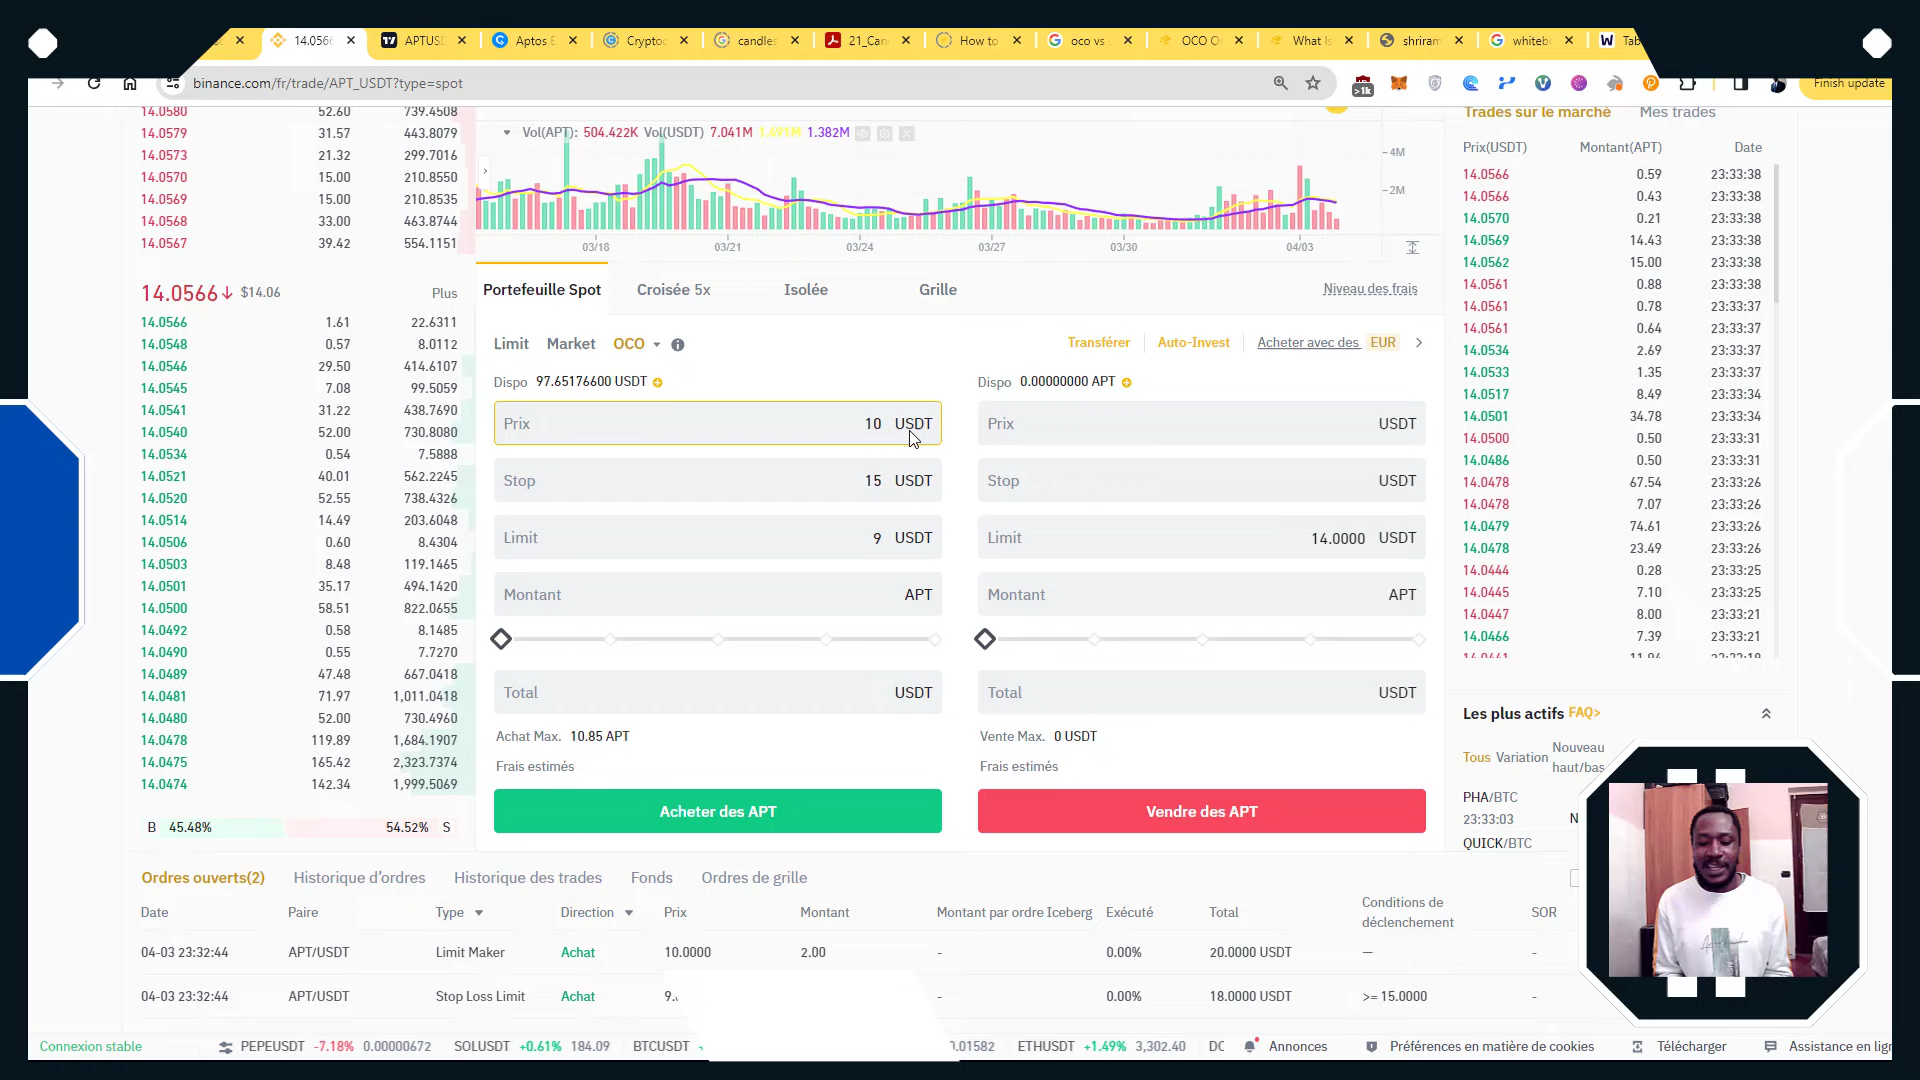 14.056
APTUS
Aptos E
Cryptoc
candles
21_Can
How to
oco vs
OCO O
What Is
shriram
whiteb
Tab
binance.com/fr/trade/APT_USDT?type=spot
>1k
Finish update
14.0580 52.60 739.4508
14.0579 31.57 443.8079
14.0573 21.32 299.7016
14.0570 15.00 210.8550
14.0569 15.00 210.8535
14.0568 33.00 463.8744
14.0567 39.42 554.1151
14.0566↓ $14.06 Plus
14.0566 1.61 22.6311
14.0548 0.57 8.0112
14.0546 29.50 414.6107
14.0545 7.08 99.5059
14.0541 31.22 438.7690
14.0540 52.00 730.8080
14.0534 0.54 7.5888
14.0521 40.01 562.2245
14.0520 52.55 738.4326
14.0514 14.49 203.6048
14.0506 0.60 8.4304
14.0503 8.48 119.1465
14.0501 35.17 494.1420
14.0500 58.51 822.0655
14.0492 0.58 8.1485
14.0490 0.55 7.7270
14.0489 47.48 667.0418
14.0481 71.97 1,011.0418
14.0480 52.00 730.4960
14.0478 119.89 1,684.1907
14.0475 165.42 2,323.7374
14.0474 142.34 1,999.5069
B 45.48% 54.52% S
Vol(APT): 504.422K Vol(USDT) 7.041M 1.491M 1.382M
4M
2M
03/18 03/21 03/24 03/27 03/30 04/03
Portefeuille Spot Croisée 5x Isolée Grille Niveau des frais
Limit Market OCO
Transférer Auto-Invest Acheter avec des EUR
Dispo 97.65176600 USDT
Prix 10 USDT
Stop 15 USDT
Limit 9 USDT
Montant APT
Total USDT
Achat Max. 10.85 APT
Frais estimés
Acheter des APT
Dispo 0.00000000 APT
Prix USDT
Stop USDT
Limit 14.0000 USDT
Montant APT
Total USDT
Vente Max. 0 USDT
Frais estimés
Vendre des APT
Trades sur le marché Mes trades
Prix(USDT) Montant(APT) Date
14.0566 0.59 23:33:38
14.0566 0.43 23:33:38
14.0570 0.21 23:33:38
14.0569 14.43 23:33:38
14.0562 15.00 23:33:38
14.0561 0.88 23:33:38
14.0561 0.78 23:33:37
14.0561 0.64 23:33:37
14.0534 2.69 23:33:37
14.0533 1.35 23:33:37
14.0517 8.49 23:33:34
14.0501 34.78 23:33:34
14.0500 0.50 23:33:31
14.0486 0.50 23:33:31
14.0478 67.54 23:33:26
14.0478 7.07 23:33:26
14.0479 74.61 23:33:26
14.0478 23.49 23:33:26
14.0444 0.28 23:33:25
14.0445 7.10 23:33:25
14.0447 8.00 23:33:21
14.0466 7.39 23:33:21
Les plus actifs FAQ>
Tous Variation Nouveau haut/bas
PHA/BTC
23:33:03 N
QUICK/BTC
Ordres ouverts(2) Historique d'ordres Historique des trades Fonds Ordres de grille
Date Paire Type Direction Prix Montant Montant par ordre Iceberg Exécuté Total Conditions de déclenchement SOR
04-03 23:32:44 APT/USDT Limit Maker Achat 10.0000 2.00 - 0.00% 20.0000 USDT — -
04-03 23:32:44 APT/USDT Stop Loss Limit Achat 9. - 0.00% 18.0000 USDT >= 15.0000 -
Connexion stable PEPEUSDT -7.18% 0.00000672 SOLUSDT +0.61% 184.09 BTCUSDT 0.01582 ETHUSDT +1.49% 3,302.40 DC Annonces Préférences en matière de cookies Télécharger Assistance en lig